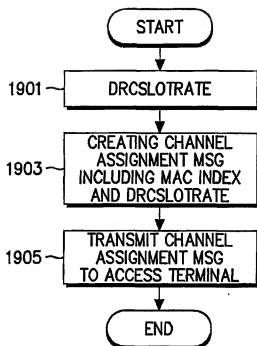 START
1901
DRCSLOTRATE
1903
CREATING CHANNEL
ASSIGNMENT MSG
INCLUDING MAC INDEX
AND DRCSLOTRATE
1905
TRANSMIT CHANNEL
ASSIGNMENT MSG
TO ACCESS TERMINAL
END